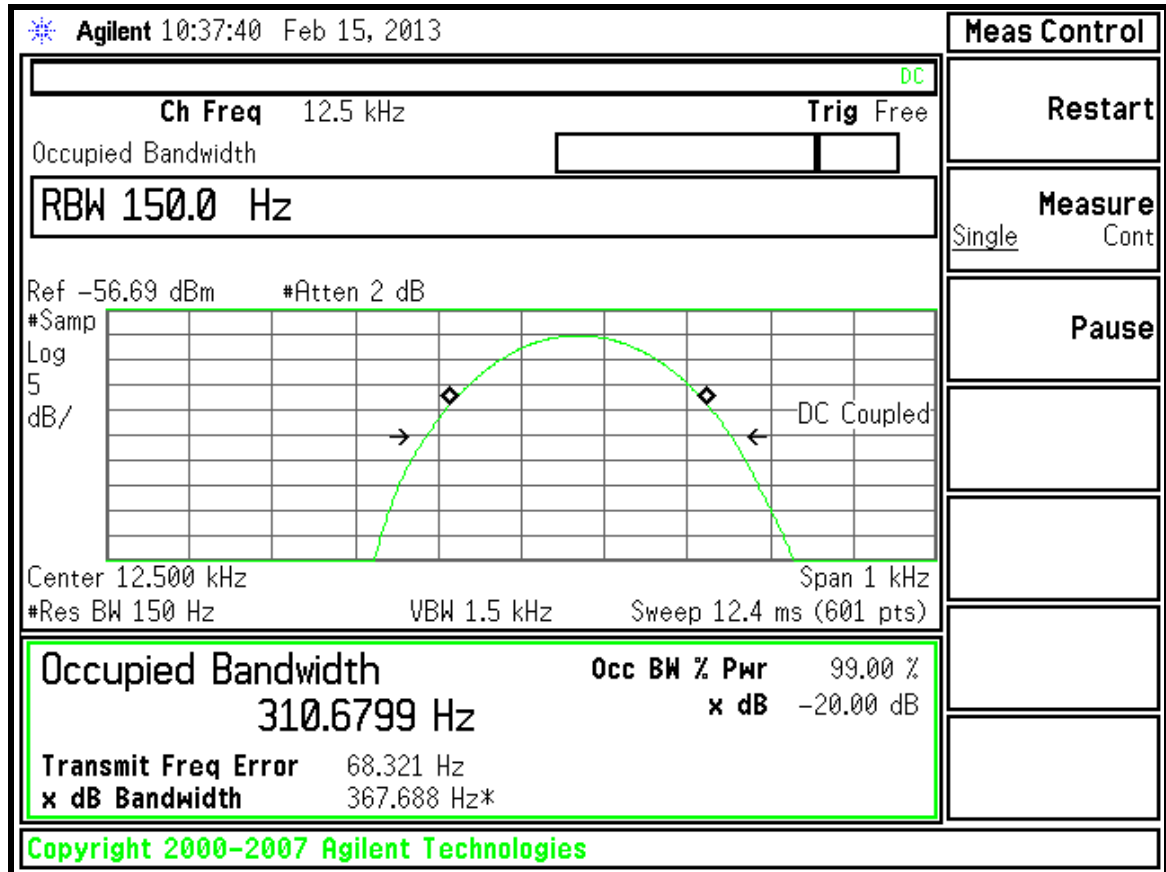 Agilent 10:37:40 Feb 15, 2013
Meas Control
DC
Ch Freq 12.5 kHz Trig Free
Occupied Bandwidth
RBW 150.0 Hz
Restart
Measure
Single Cont
Pause
Ref -56.69 dBm #Atten 2 dB
#Samp
Log
5
dB/
DC Coupled
Center 12.500 kHz Span 1 kHz
#Res BW 150 Hz VBW 1.5 kHz Sweep 12.4 ms (601 pts)
Occupied Bandwidth
310.6799 Hz
Occ BW % Pwr 99.00 %
x dB -20.00 dB
Transmit Freq Error 68.321 Hz
x dB Bandwidth 367.688 Hz*
Copyright 2000-2007 Agilent Technologies